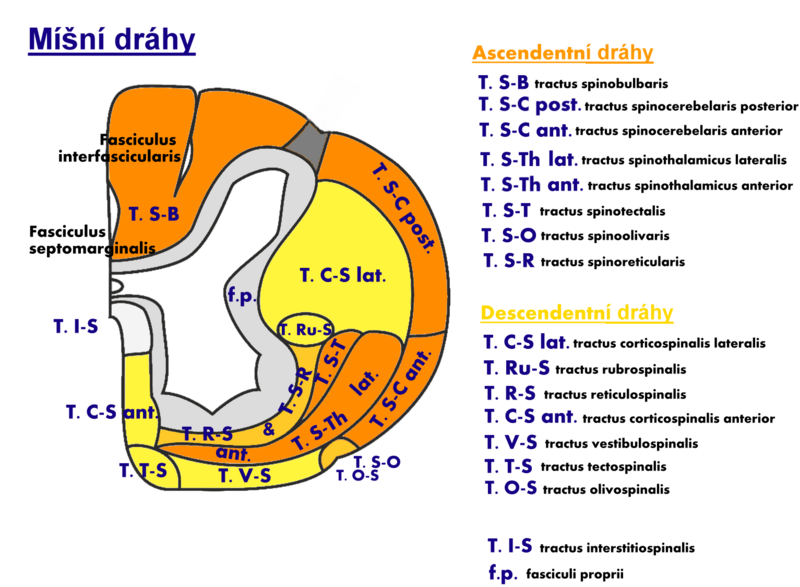 Míšní dráhy
Fasciculus
interfascicularis
T. S-B
Fasciculus
septomarginalis
T. I-S
T. C-S ant.
T. T-S
T. S-C post.
T. C-S lat.
f.p.
T. Ru-S
T. S-T
T. S-R
&
T. R-S
T. S-Th lat.
ant.
T. S-C ant.
T. V-S
T. S-O
T. O-S
Ascendentní dráhy
T. S-B tractus spinobulbaris
T. S-C post. tractus spinocerebelaris posterior
T. S-C ant. tractus spinocerebelaris anterior
T. S-Th lat. tractus spinothalamicus lateralis
T. S-Th ant. tractus spinothalamicus anterior
T. S-T tractus spinotectalis
T. S-O tractus spinoolivaris
T. S-R tractus spinoreticularis
Descendentní dráhy
T. C-S lat. tractus corticospinalis lateralis
T. Ru-S tractus rubrospinalis
T. R-S tractus reticulospinalis
T. C-S ant. tractus corticospinalis anterior
T. V-S tractus vestibulospinalis
T. T-S tractus tectospinalis
T. O-S tractus olivospinalis
T. I-S tractus interstitiospinalis
f.p. fasciculi proprii